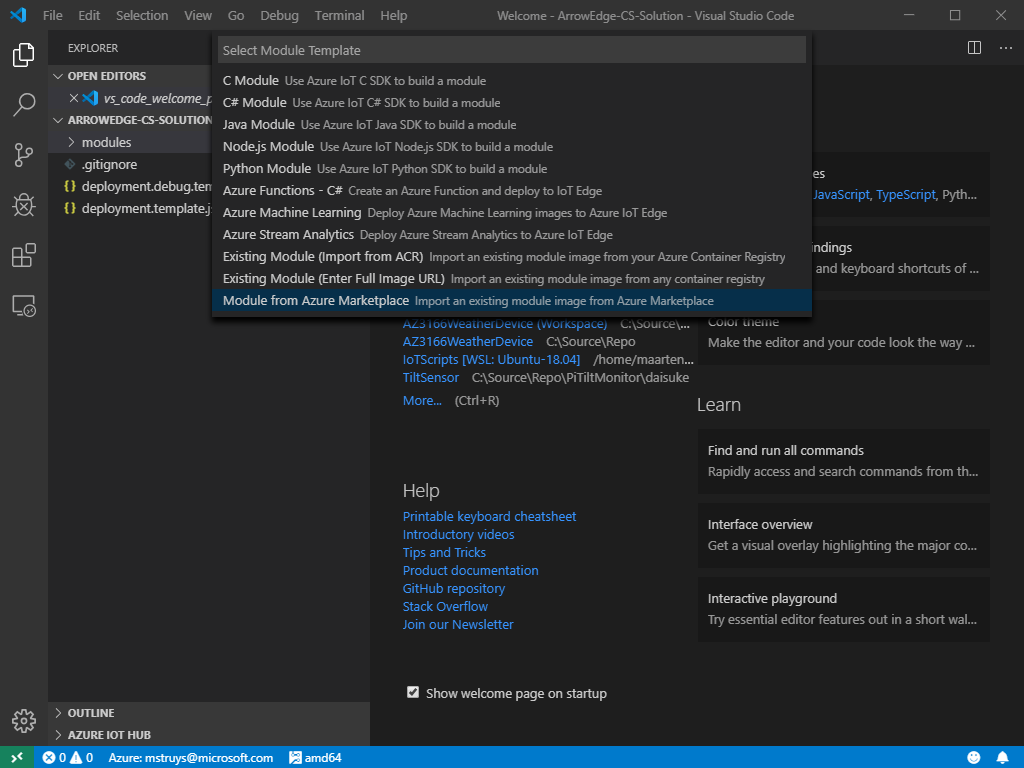 File Edit Selection View Go Debug Terminal Help Welcome - ArrowEdge-CS-Solution - Visual Studio Code
EXPLORER
OPEN EDITORS
vs_code_welcome_p
ARROWEDGE-CS-SOLUTION
modules
.gitignore
{} deployment.debug.tem
{} deployment.template.j
Select Module Template
C Module Use Azure IoT C SDK to build a module
C# Module Use Azure IoT C# SDK to build a module
Java Module Use Azure IoT Java SDK to build a module
Node.js Module Use Azure IoT Node.js SDK to build a module
Python Module Use Azure IoT Python SDK to build a module
Azure Functions - C# Create an Azure Function and deploy to IoT Edge
Azure Machine Learning Deploy Azure Machine Learning images to Azure IoT Edge
Azure Stream Analytics Deploy Azure Stream Analytics to Azure IoT Edge
Existing Module (Import from ACR) Import an existing module image from your Azure Container Registry
Existing Module (Enter Full Image URL) Import an existing module image from any container registry
Module from Azure Marketplace Import an existing module image from Azure Marketplace
AZ3166WeatherDevice (Workspace) C:\Source\...
AZ3166WeatherDevice C:\Source\Repo
IoTScripts [WSL: Ubuntu-18.04] /home/maarten...
TiltSensor C:\Source\Repo\PiTiltMonitor\daisuke
More... (Ctrl+R)
Help
Printable keyboard cheatsheet
Introductory videos
Tips and Tricks
Product documentation
GitHub repository
Stack Overflow
Join our Newsletter
Show welcome page on startup
es
JavaScript, TypeScript, Pyth...
indings
and keyboard shortcuts of ...
Color theme
Make the editor and your code look the way ...
Learn
Find and run all commands
Rapidly access and search commands from th...
Interface overview
Get a visual overlay highlighting the major co...
Interactive playground
Try essential editor features out in a short wal...
OUTLINE
AZURE IOT HUB
0 0 Azure: mstruys@microsoft.com amd64